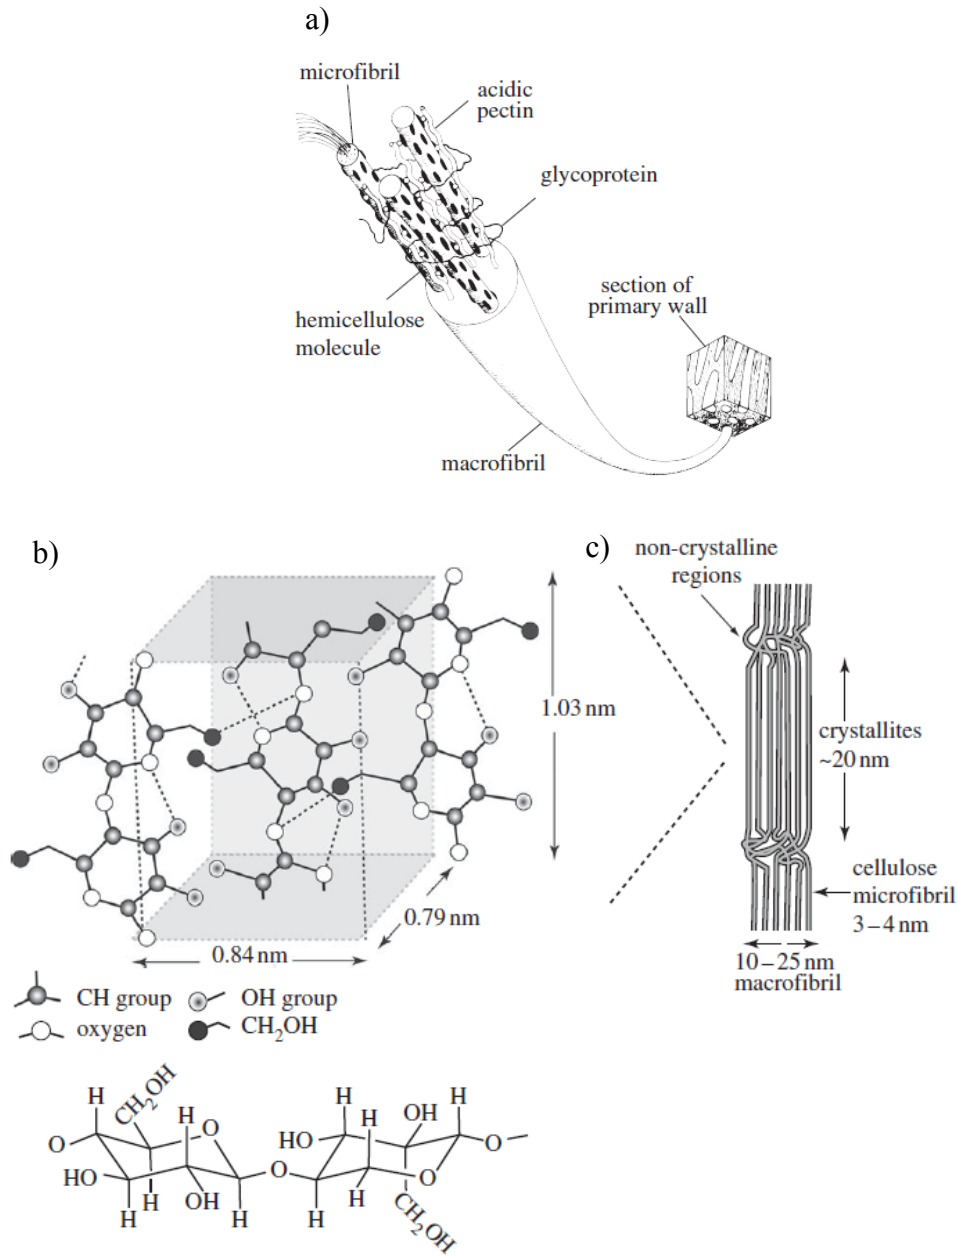 a)
microfibril
acidic
pectin
glycoprotein
section of
primary wall
hemicellulose
molecule
macrofibril
b)
c)
non-crystalline
regions
1.03 nm
crystallites
~20 nm
0.79 nm
0.84 nm
cellulose
microfibril
3–4 nm
10–25 nm
macrofibril
CH group
OH group
oxygen
CH₂OH
H
CH₂OH
H
O
O
HO
H
OH
H
H
O
H
H
OH
H
HO
O
O
H
H
CH₂OH